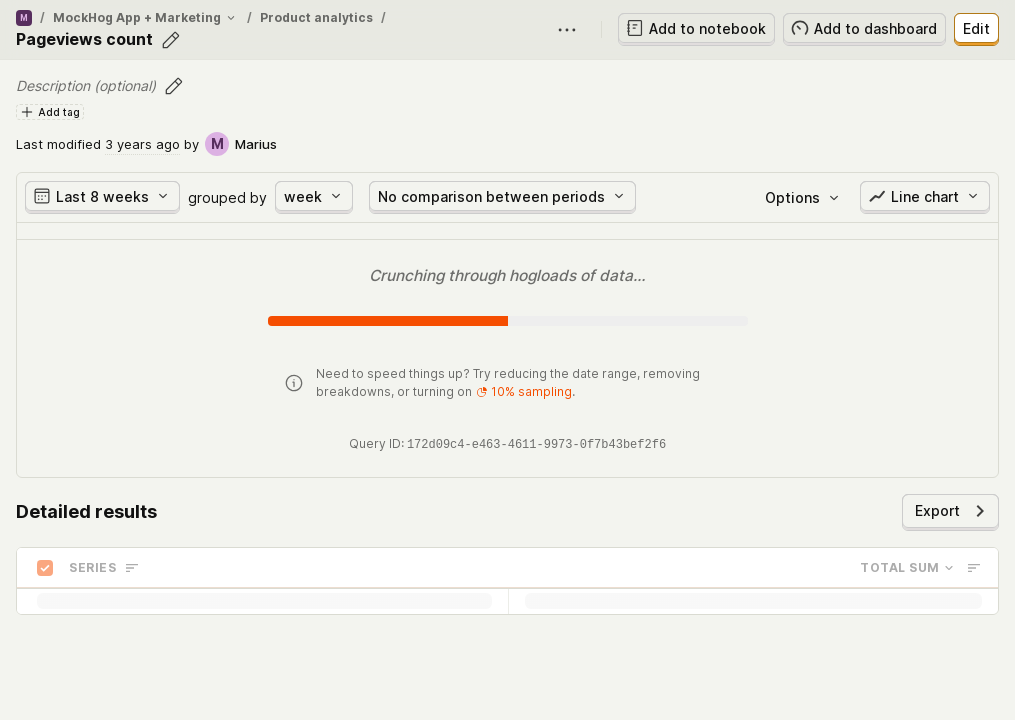 M / MockHog App + Marketing / Product analytics /
Pageviews count
Add to notebook
Add to dashboard
Edit
Description (optional)
Add tag
Last modified 3 years ago by M Marius
Last 8 weeks grouped by week No comparison between periods Options Line chart
Crunching through hogloads of data...
Need to speed things up? Try reducing the date range, removing
breakdowns, or turning on 10% sampling.
Query ID: 172d09c4-e463-4611-9973-0f7b43bef2f6
Detailed results
Export
SERIES
TOTAL SUM